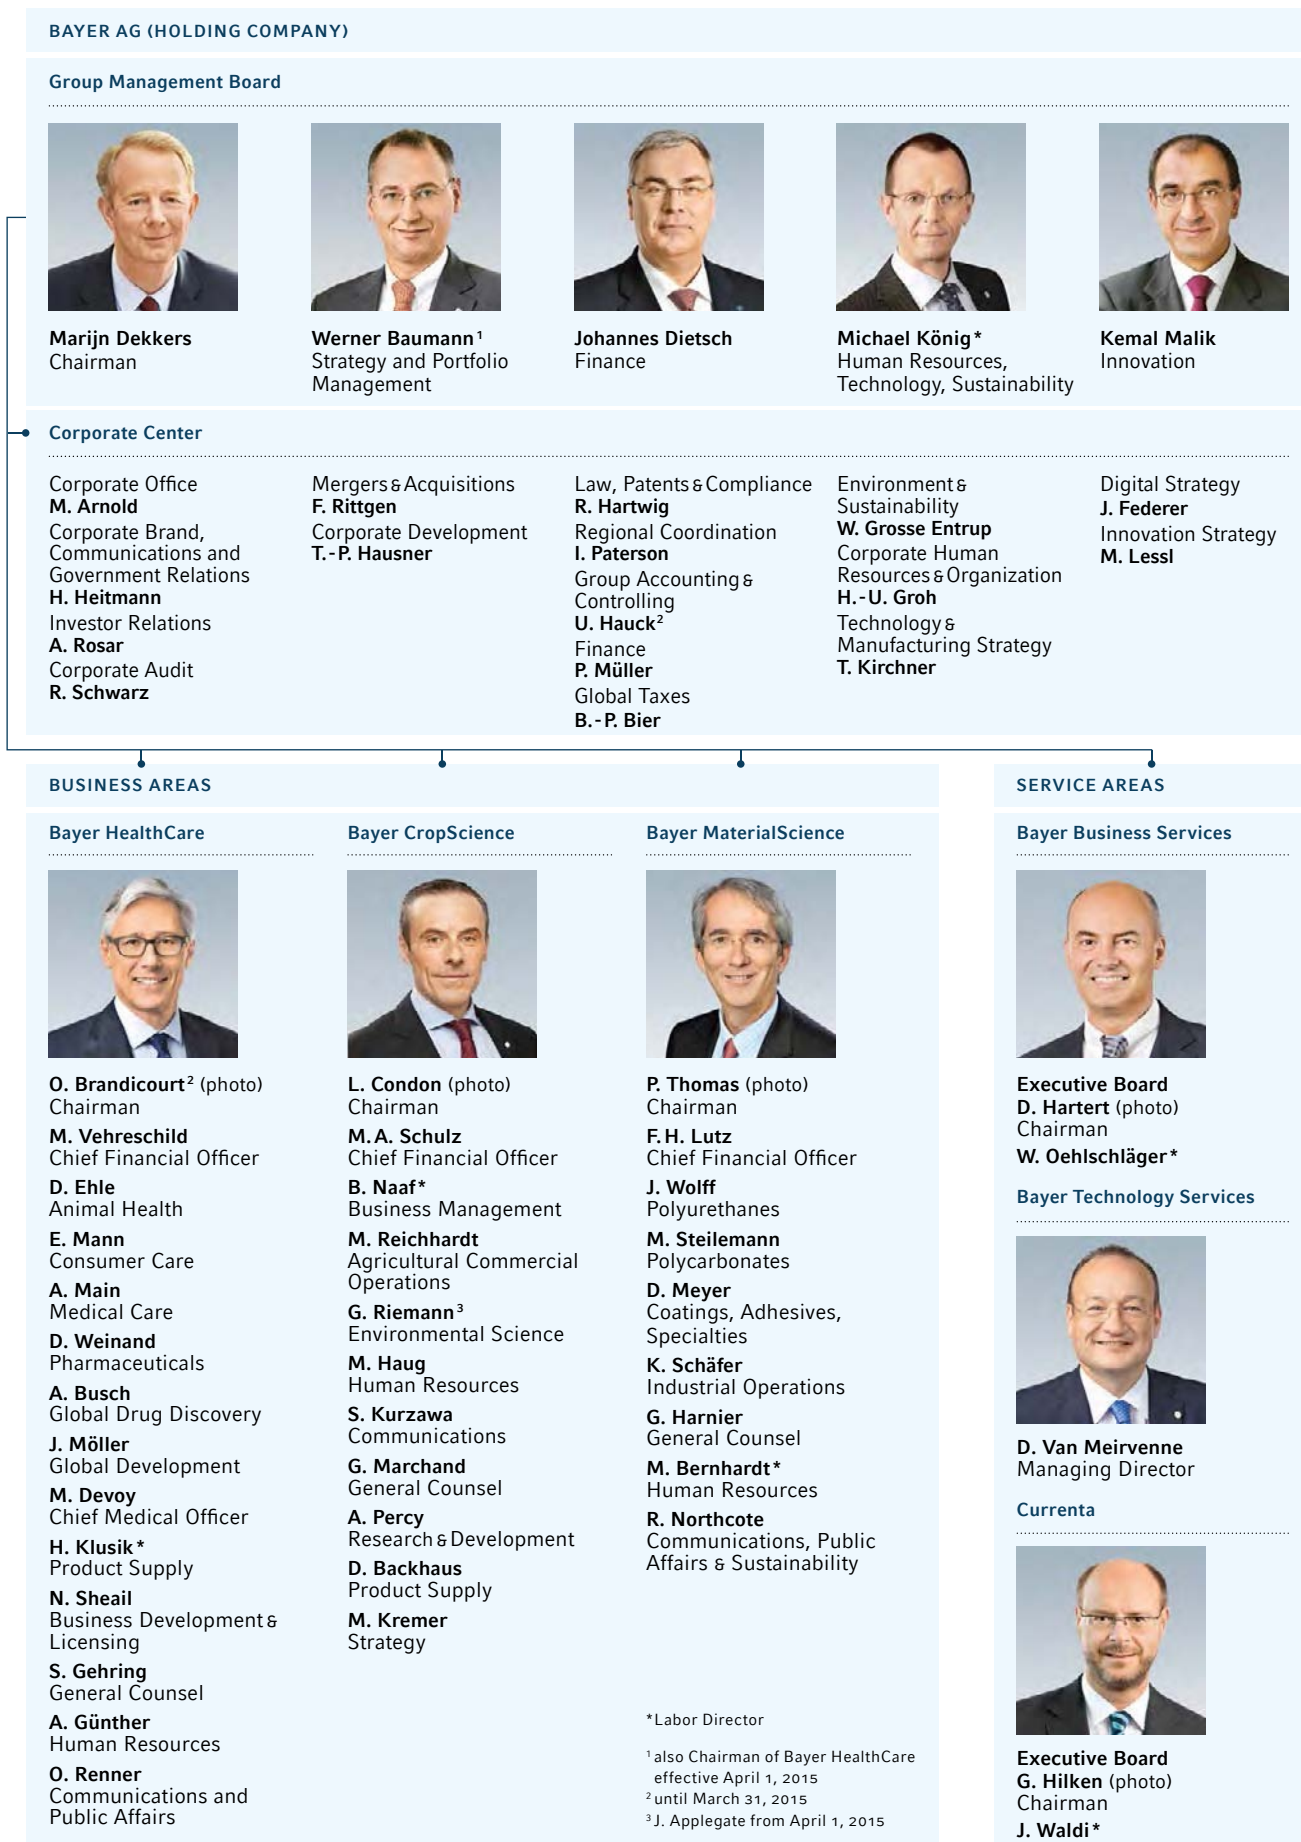 BAYER AG (HOLDING COMPANY)
Group Management Board
Marijn Dekkers
Chairman
Werner Baumann¹
Strategy and Portfolio
Management
Johannes Dietsch
Finance
Michael König*
Human Resources,
Technology, Sustainability
Kemal Malik
Innovation
Corporate Center
Corporate Office
M. Arnold
Corporate Brand,
Communications and
Government Relations
H. Heitmann
Investor Relations
A. Rosar
Corporate Audit
R. Schwarz
Mergers & Acquisitions
F. Rittgen
Corporate Development
T.-P. Hausner
Law, Patents & Compliance
R. Hartwig
Regional Coordination
I. Paterson
Group Accounting &
Controlling
U. Hauck²
Finance
P. Müller
Global Taxes
B.-P. Bier
Environment &
Sustainability
W. Grosse Entrup
Corporate Human
Resources & Organization
H.-U. Groh
Technology &
Manufacturing Strategy
T. Kirchner
Digital Strategy
J. Federer
Innovation Strategy
M. Lessl
BUSINESS AREAS
Bayer HealthCare
O. Brandicourt² (photo)
Chairman
M. Vehreschild
Chief Financial Officer
D. Ehle
Animal Health
E. Mann
Consumer Care
A. Main
Medical Care
D. Weinand
Pharmaceuticals
A. Busch
Global Drug Discovery
J. Möller
Global Development
M. Devoy
Chief Medical Officer
H. Klusik*
Product Supply
N. Sheail
Business Development &
Licensing
S. Gehring
General Counsel
A. Günther
Human Resources
O. Renner
Communications and
Public Affairs
Bayer CropScience
L. Condon (photo)
Chairman
M. A. Schulz
Chief Financial Officer
B. Naaf*
Business Management
M. Reichhardt
Agricultural Commercial
Operations
G. Riemann³
Environmental Science
M. Haug
Human Resources
S. Kurzawa
Communications
G. Marchand
General Counsel
A. Percy
Research & Development
D. Backhaus
Product Supply
M. Kremer
Strategy
Bayer MaterialScience
P. Thomas (photo)
Chairman
F. H. Lutz
Chief Financial Officer
J. Wolff
Polyurethanes
M. Steilemann
Polycarbonates
D. Meyer
Coatings, Adhesives,
Specialties
K. Schäfer
Industrial Operations
G. Harnier
General Counsel
M. Bernhardt*
Human Resources
R. Northcote
Communications, Public
Affairs & Sustainability
*Labor Director
¹ also Chairman of Bayer HealthCare
effective April 1, 2015
² until March 31, 2015
³ J. Applegate from April 1, 2015
SERVICE AREAS
Bayer Business Services
Executive Board
D. Hartert (photo)
Chairman
W. Oehlschläger*
Bayer Technology Services
D. Van Meirvenne
Managing Director
Currenta
Executive Board
G. Hilken (photo)
Chairman
J. Waldi*